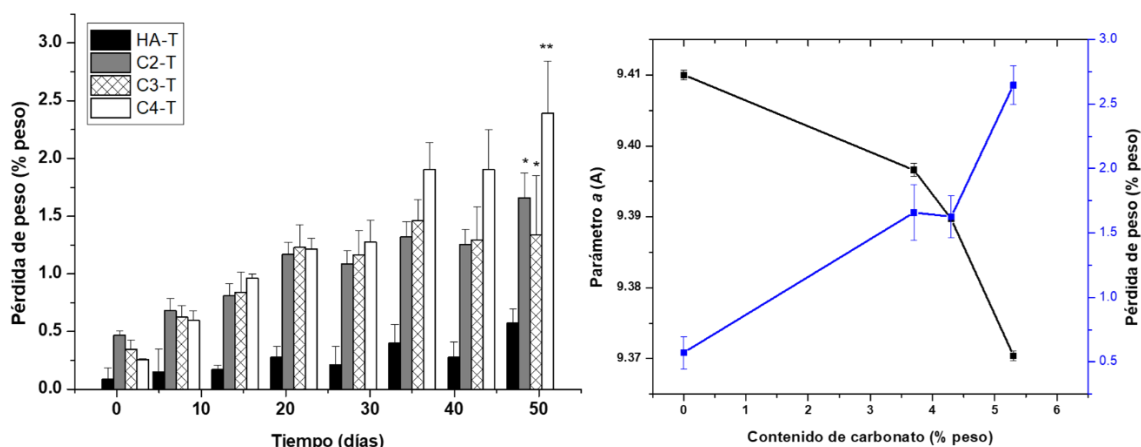 HA-T
C2-T
C3-T
C4-T
Pérdida de peso (% peso)
3.0
2.5
2.0
1.5
1.0
0.5
0.0
* * **
0 10 20 30 40 50
Tiempo (días)
Parámetro a (A)
9.41
9.40
9.39
9.38
9.37
0 1 2 3 4 5 6
Contenido de carbonato (% peso)
3.0
2.5
2.0
1.5
1.0
0.5
Pérdida de peso (% peso)